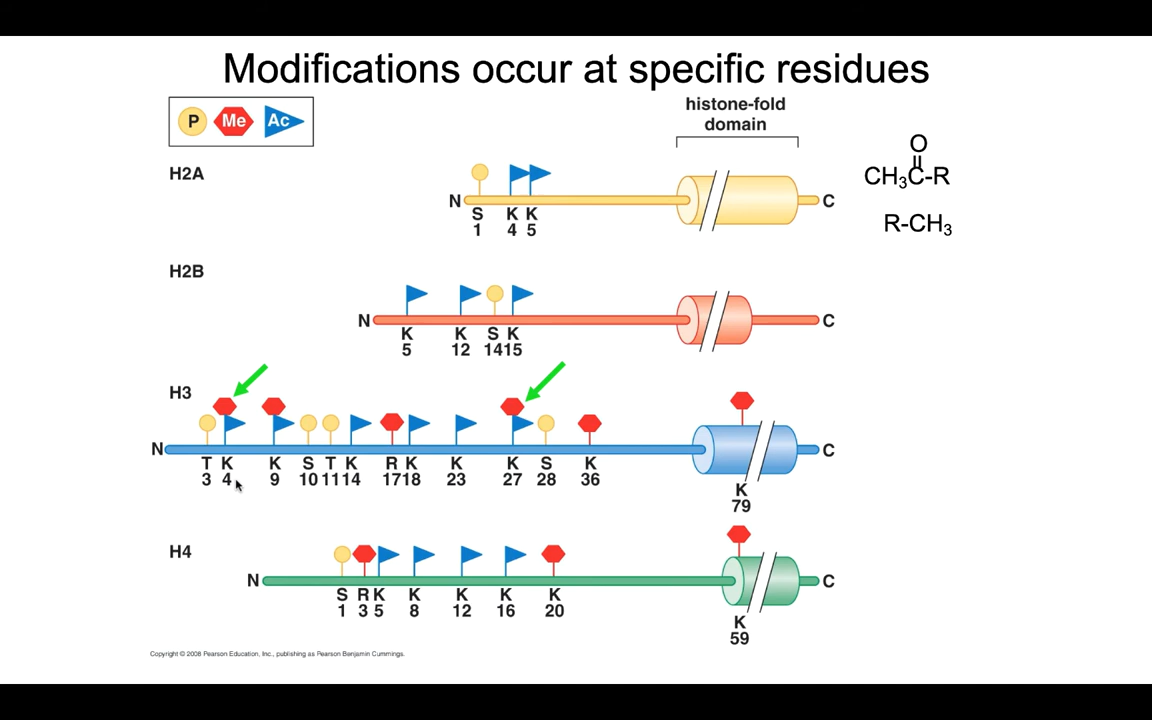 Modifications occur at specific residues
P Me Ac
histone-fold
domain
O
CH₃C-R
R-CH₃
H2A
N C
S K K
1 4 5
H2B
N C
K K S K
5 12 14 15
H3
N C
T K K S T K R K K K S K
3 4 9 10 11 14 17 18 23 27 28 36
K
79
H4
N C
S R K K K K K
1 3 5 8 12 16 20
K
59
Copyright © 2008 Pearson Education, Inc., publishing as Pearson Benjamin Cummings.